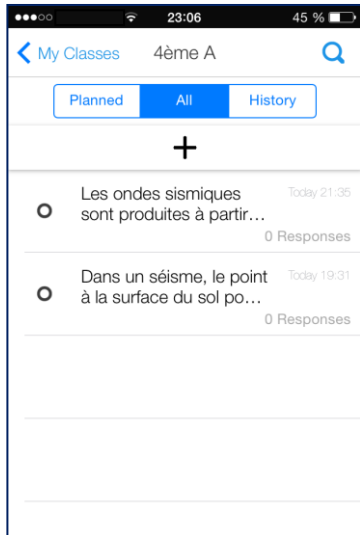 23:06 45 %
My Classes 4ème A
Planned All History
+
Les ondes sismiques Today 21:35
sont produites à partir...
0 Responses
Dans un séisme, le point Today 19:31
à la surface du sol po...
0 Responses